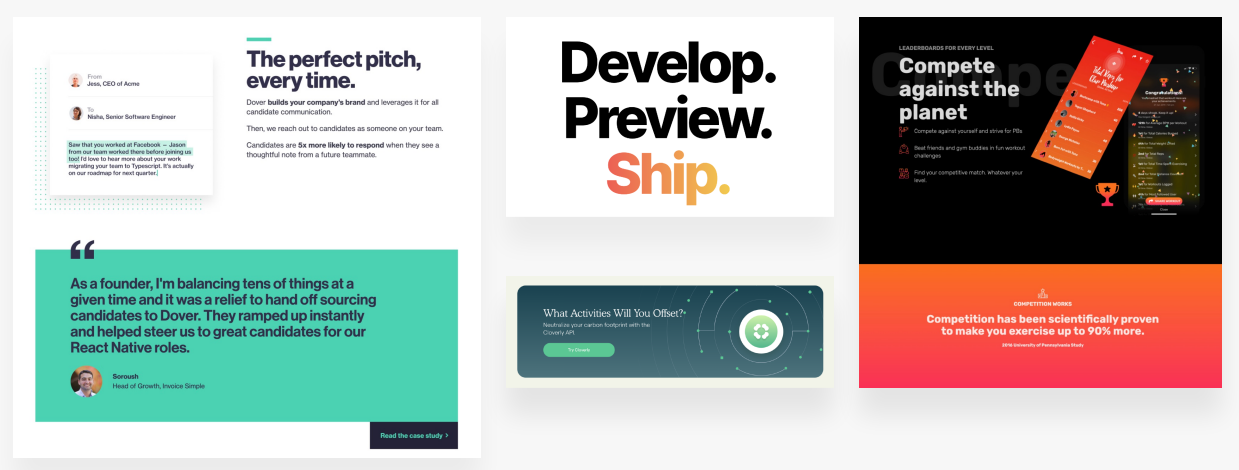 From
Jess, CEO of Acme
To
Nisha, Senior Software Engineer
Saw that you worked at Facebook — Jason
from our team worked there before joining us
too! I'd love to hear more about your work
migrating your team to Typescript. It's actually
on our roadmap for next quarter.
The perfect pitch,
every time.
Dover builds your company's brand and leverages it for all
candidate communication.
Then, we reach out to candidates as someone on your team.
Candidates are 5x more likely to respond when they see a
thoughtful note from a future teammate.
“
As a founder, I'm balancing tens of things at a
given time and it was a relief to hand off sourcing
candidates to Dover. They ramped up instantly
and helped steer us to great candidates for our
React Native roles.
Soroush
Head of Growth, Invoice Simple
Read the case study ›
Develop.
Preview.
Ship.
What Activities Will You Offset?
Neutralize your carbon footprint with the
Cloverly API.
Try Cloverly
LEADERBOARDS FOR EVERY LEVEL
Compe
Compete
against the
planet
Compete against yourself and strive for PBs
Beat friends and gym buddies in fun workout
challenges
Find your competitive match. Whatever your
level.
Total Reps for
Congratulations!
COMPETITION WORKS
Competition has been scientifically proven
to make you exercise up to 90% more.
2016 University of Pennsylvania Study